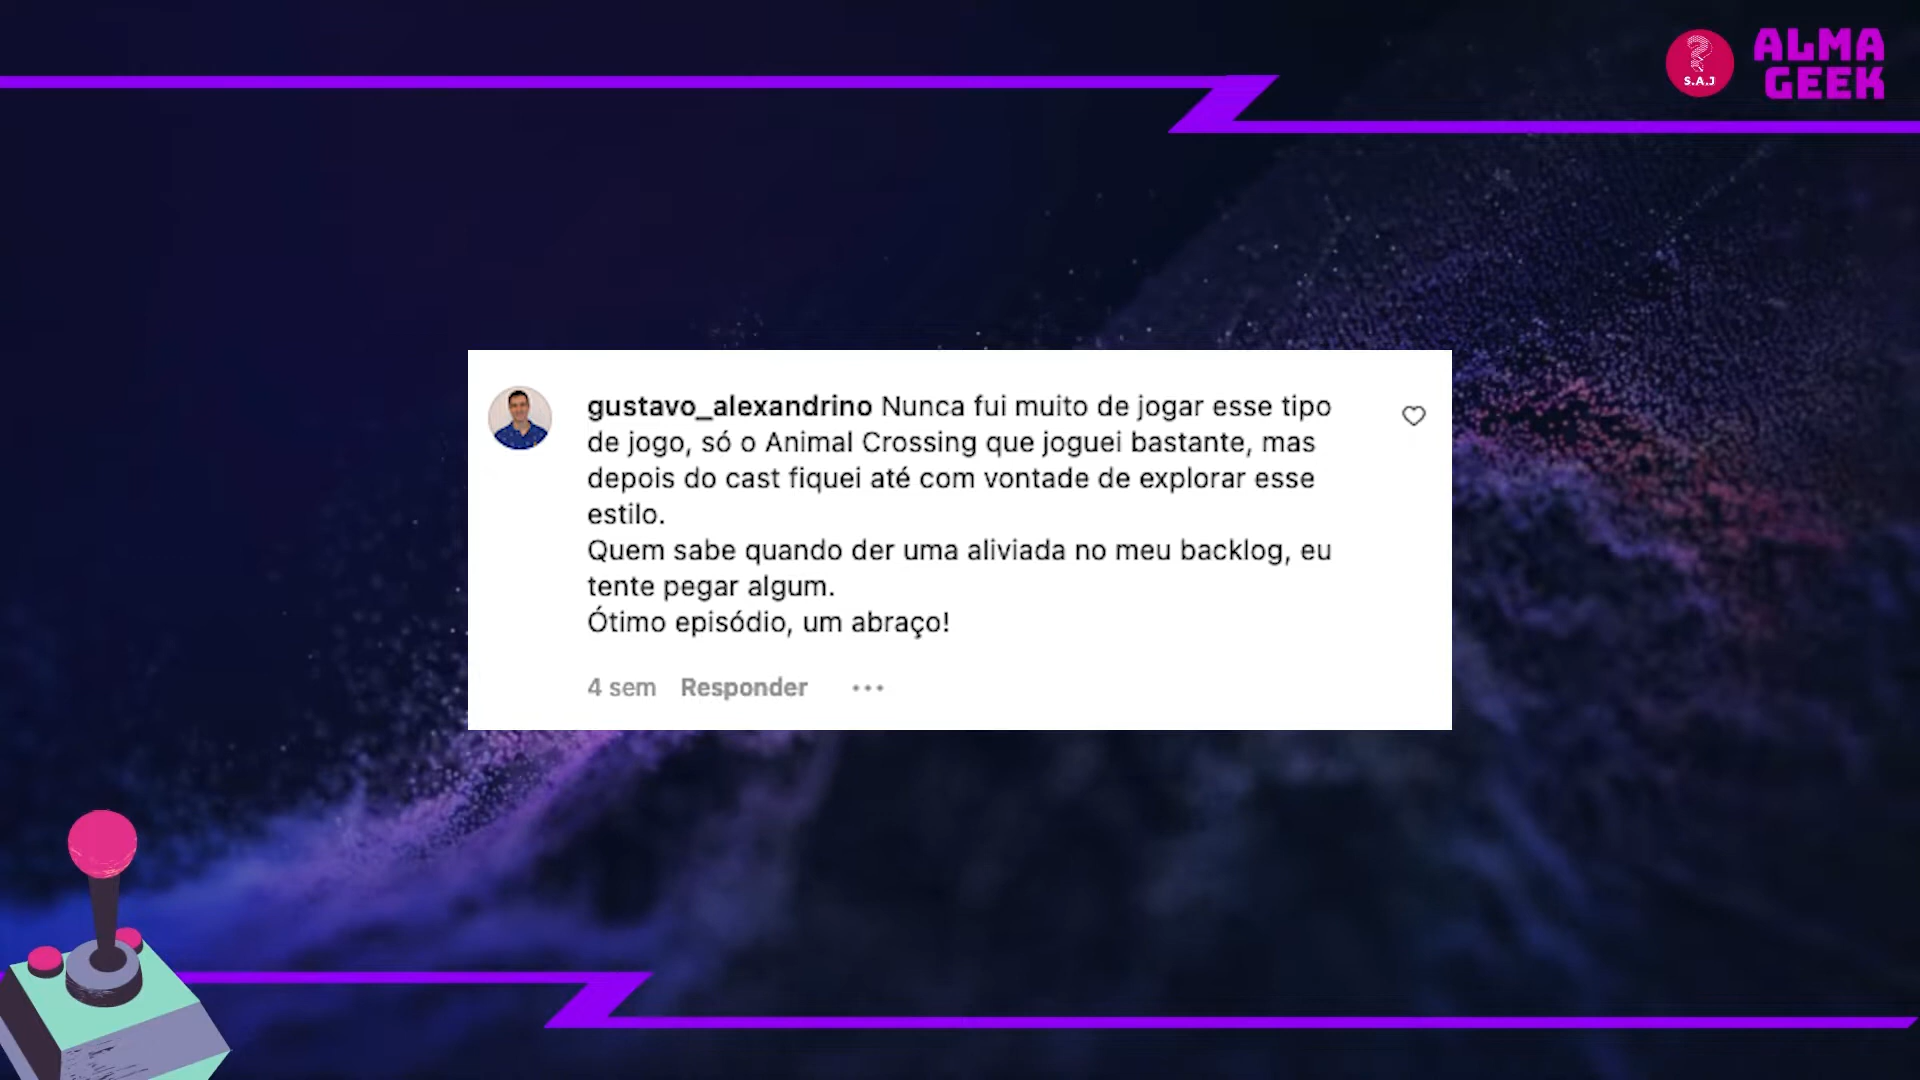 S.A.J
ALMA
GEEK
gustavo_alexandrino Nunca fui muito de jogar esse tipo
de jogo, só o Animal Crossing que joguei bastante, mas
depois do cast fiquei até com vontade de explorar esse
estilo.
Quem sabe quando der uma aliviada no meu backlog, eu
tente pegar algum.
Ótimo episódio, um abraço!
4 sem Responder •••